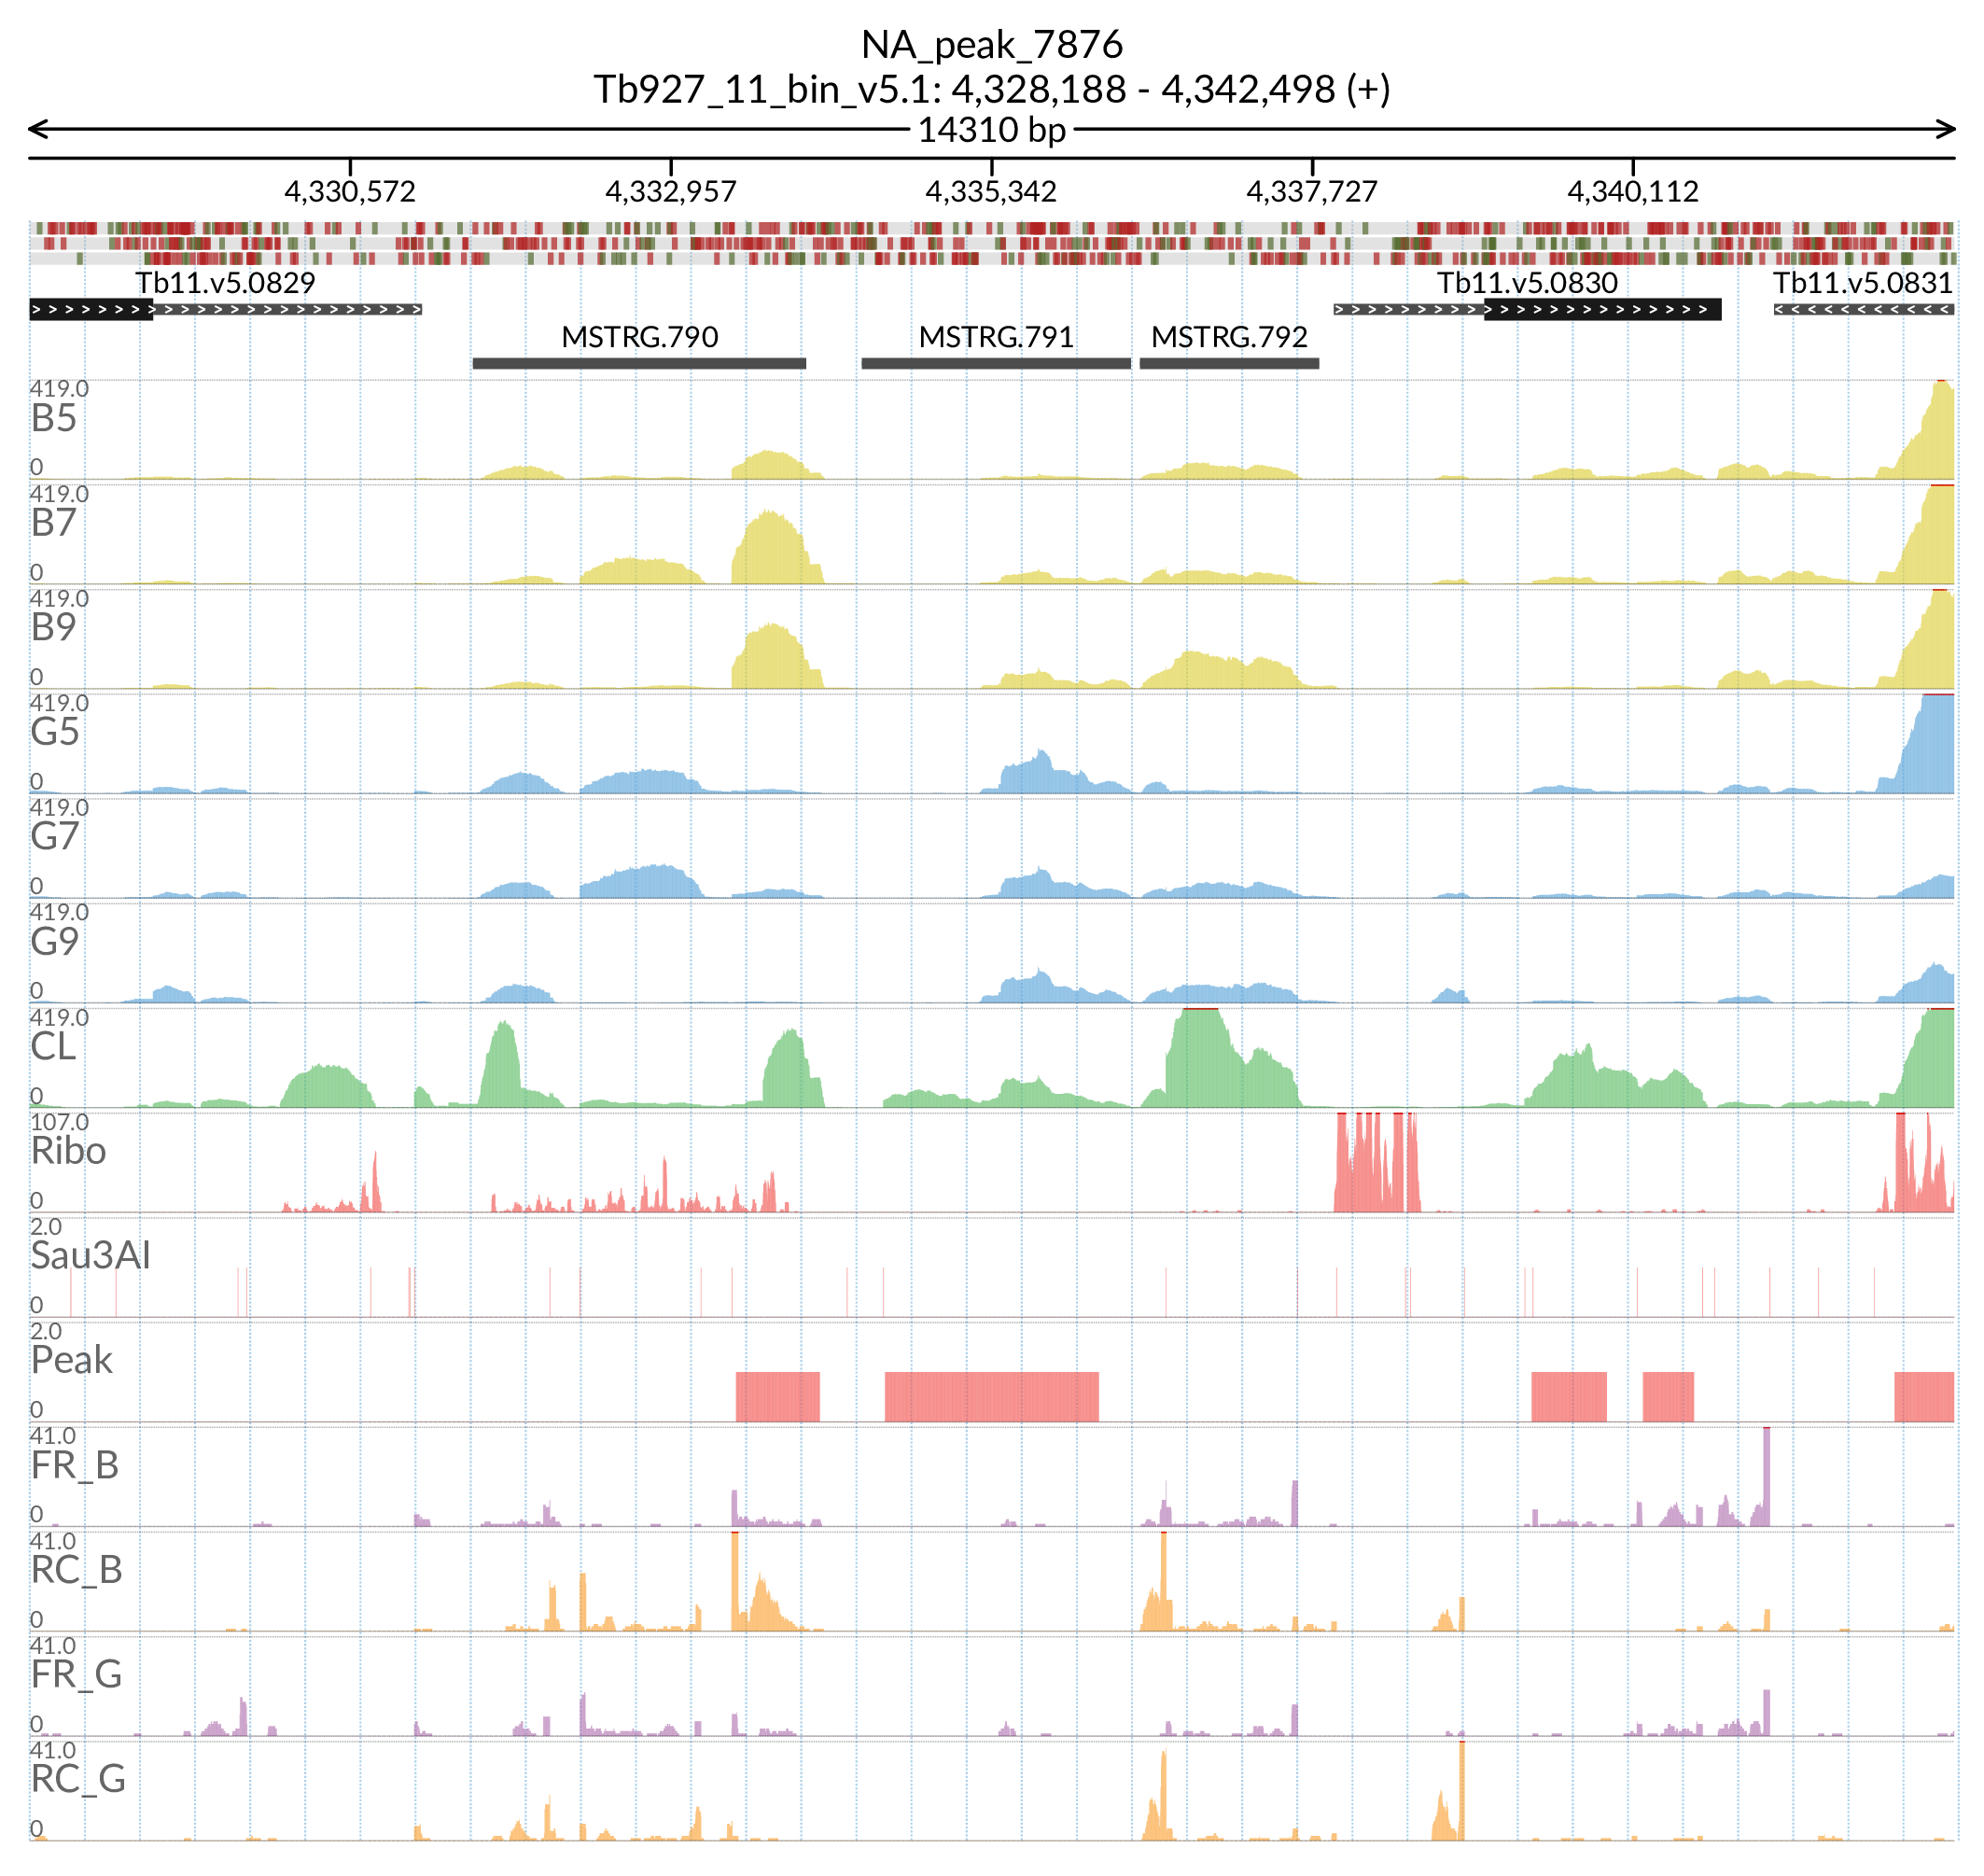 NA_peak_7876
Tb927_11_bin_v5.1: 4,328,188 - 4,342,498 (+)
14310 bp
4,330,572 4,332,957 4,335,342 4,337,727 4,340,112
Tb11.v5.0829 Tb11.v5.0830 Tb11.v5.0831
MSTRG.790 MSTRG.791 MSTRG.792
419.0
B5
0
419.0
B7
0
419.0
B9
0
419.0
G5
0
419.0
G7
0
419.0
G9
0
419.0
CL
0
107.0
Ribo
0
2.0
Sau3AI
0
2.0
Peak
0
41.0
FR_B
0
41.0
RC_B
0
41.0
FR_G
0
41.0
RC_G
0